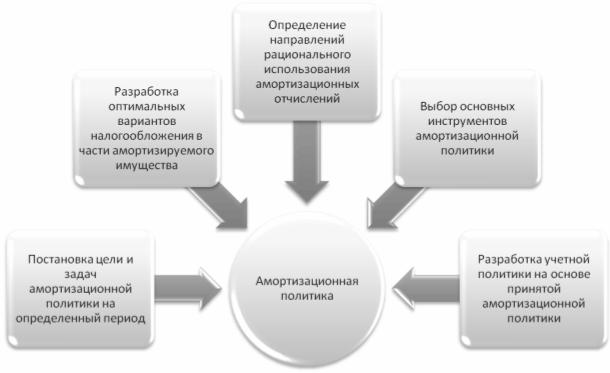 Постановка цели и
задач
амортизационной
политики на
определенный период
Разработка
оптимальных
вариантов
налогообложения в
части амортизируемого
имущества
Определение
направлений
рационального
использования
амортизационных
отчислений
Выбор основных
инструментов
амортизационной
политики
Разработка учетной
политики на основе
принятой
амортизационной
политики
Амортизационная
политика